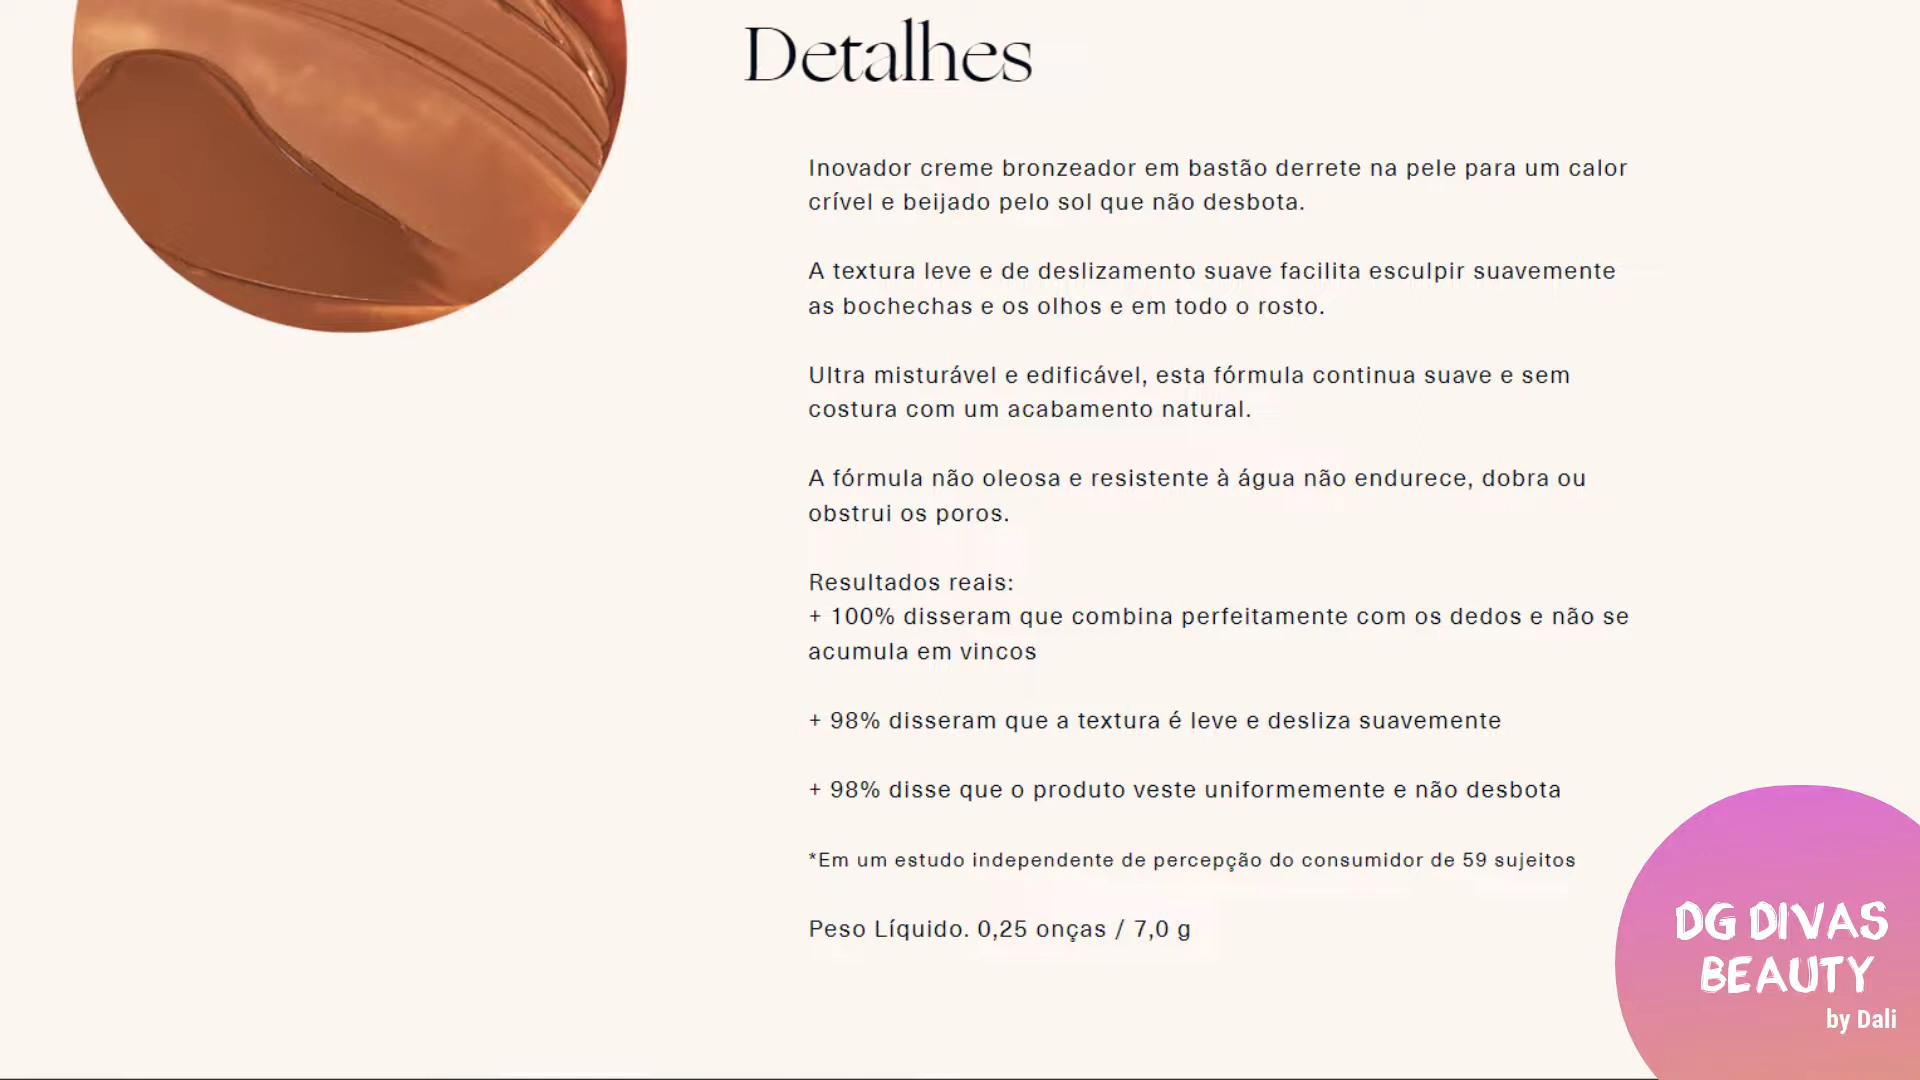 Detalhes
Inovador creme bronzeador em bastão derrete na pele para um calor
crível e beijado pelo sol que não desbota.
A textura leve e de deslizamento suave facilita esculpir suavemente
as bochechas e os olhos e em todo o rosto.
Ultra misturável e edificável, esta fórmula continua suave e sem
costura com um acabamento natural.
A fórmula não oleosa e resistente à água não endurece, dobra ou
obstrui os poros.
Resultados reais:
+ 100% disseram que combina perfeitamente com os dedos e não se
acumula em vincos
+ 98% disseram que a textura é leve e desliza suavemente
+ 98% disse que o produto veste uniformemente e não desbota
*Em um estudo independente de percepção do consumidor de 59 sujeitos
Peso Líquido. 0,25 onças / 7,0 g
DG DIVAS
BEAUTY
by Dali